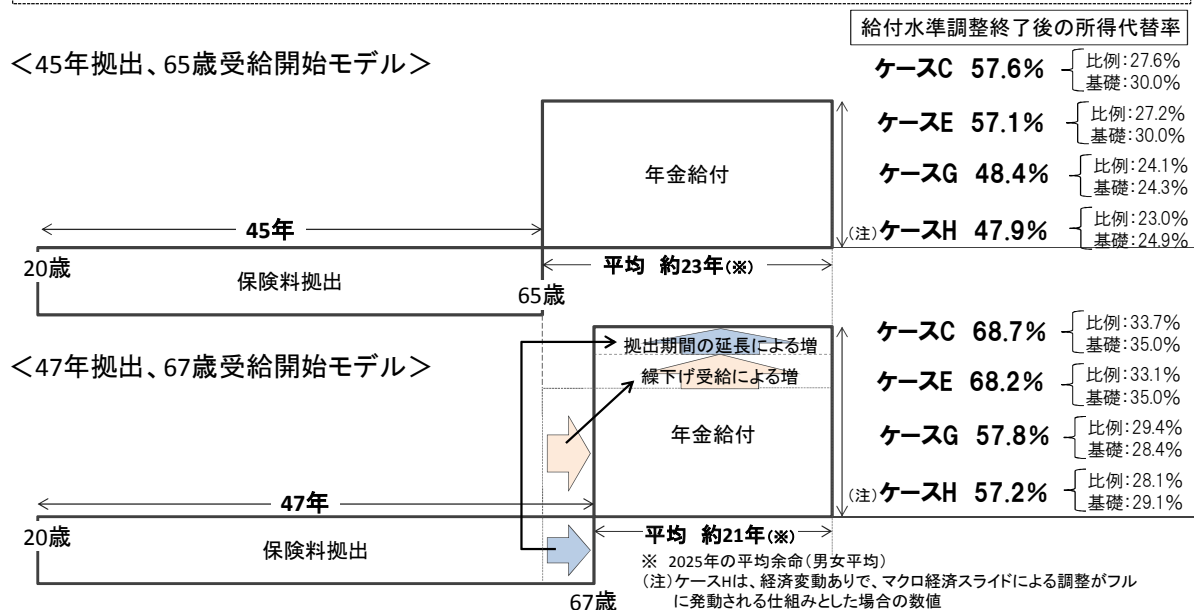 給付水準調整終了後の所得代替率
＜45年拠出、65歳受給開始モデル＞
ケースC 57.6%
比例:27.6%
基礎:30.0%
ケースE 57.1%
比例:27.2%
基礎:30.0%
年金給付
ケースG 48.4%
比例:24.1%
基礎:24.3%
45年
（注）ケースH 47.9%
比例:23.0%
基礎:24.9%
20歳
保険料拠出
65歳
平均 約23年(※)
＜47年拠出、67歳受給開始モデル＞
拠出期間の延長による増
繰下げ受給による増
年金給付
ケースC 68.7%
比例:33.7%
基礎:35.0%
ケースE 68.2%
比例:33.1%
基礎:35.0%
ケースG 57.8%
比例:29.4%
基礎:28.4%
47年
（注）ケースH 57.2%
比例:28.1%
基礎:29.1%
20歳
保険料拠出
67歳
平均 約21年(※)
※ 2025年の平均余命(男女平均)
(注)ケースHは、経済変動ありで、マクロ経済スライドによる調整がフル
に発動される仕組みとした場合の数値